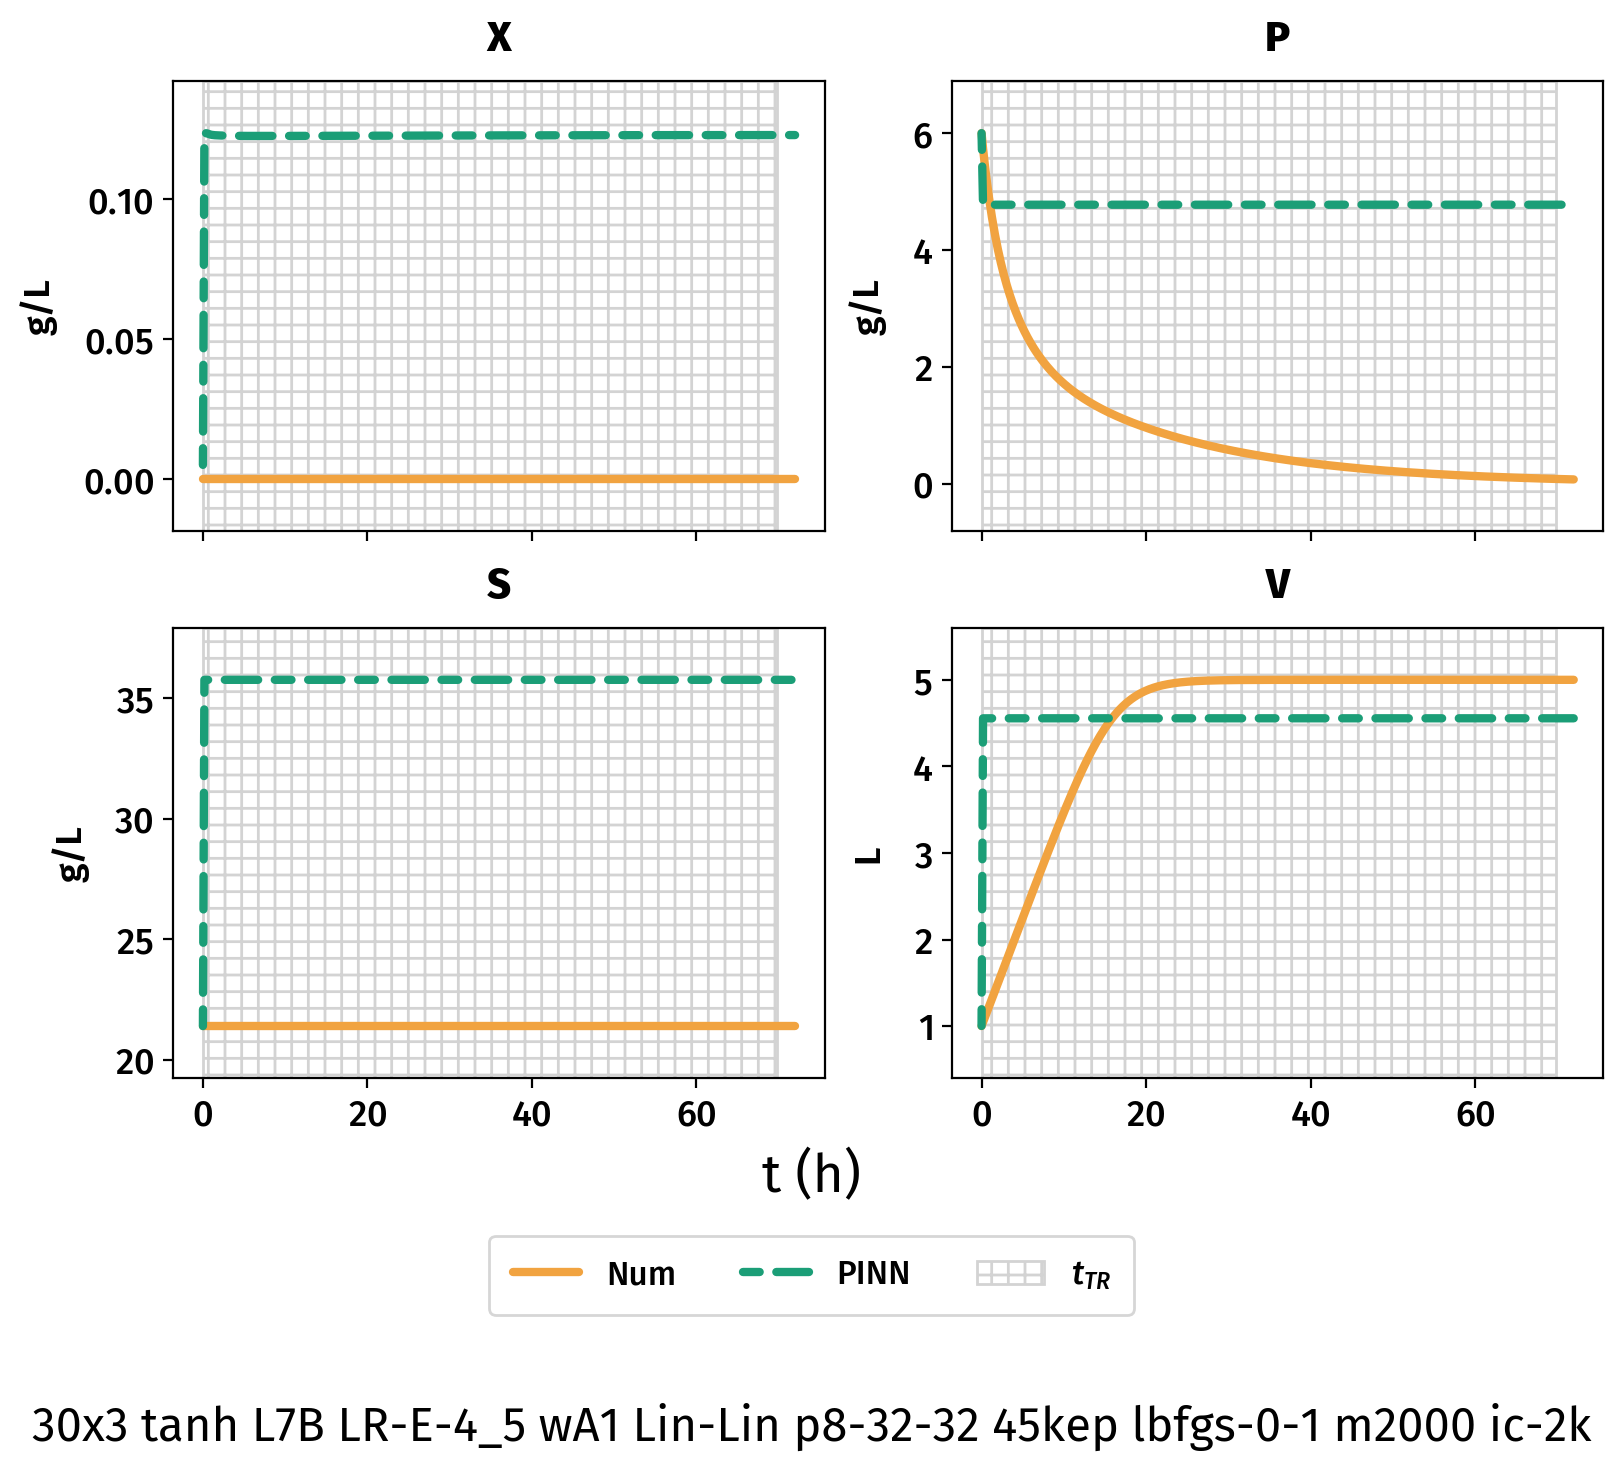 X
P
g/L
0.10
0.05
0.00
g/L
6
4
2
0
S
V
g/L
35
30
25
20
L
5
4
3
2
1
0 20 40 60
0 20 40 60
t (h)
Num PINN t_TR
30x3 tanh L7B LR-E-4_5 wA1 Lin-Lin p8-32-32 45kep lbfgs-0-1 m2000 ic-2k